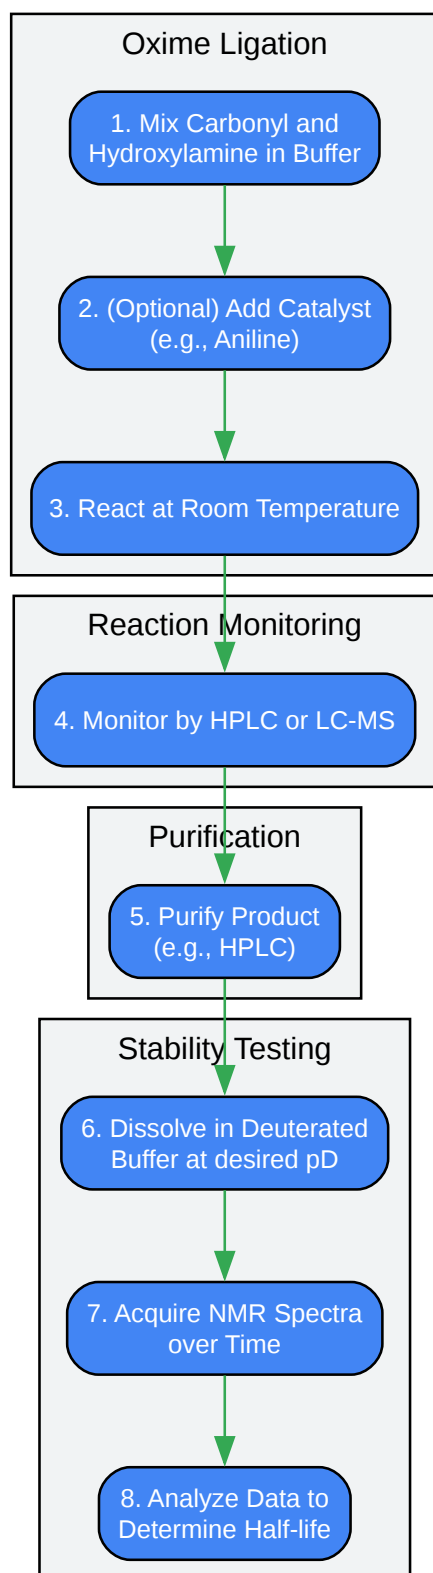 Oxime Ligation
1. Mix Carbonyl and
Hydroxylamine in Buffer
2. (Optional) Add Catalyst
(e.g., Aniline)
3. React at Room Temperature
Reaction Monitoring
4. Monitor by HPLC or LC-MS
Purification
5. Purify Product
(e.g., HPLC)
Stability Testing
6. Dissolve in Deuterated
Buffer at desired pD
7. Acquire NMR Spectra
over Time
8. Analyze Data to
Determine Half-life